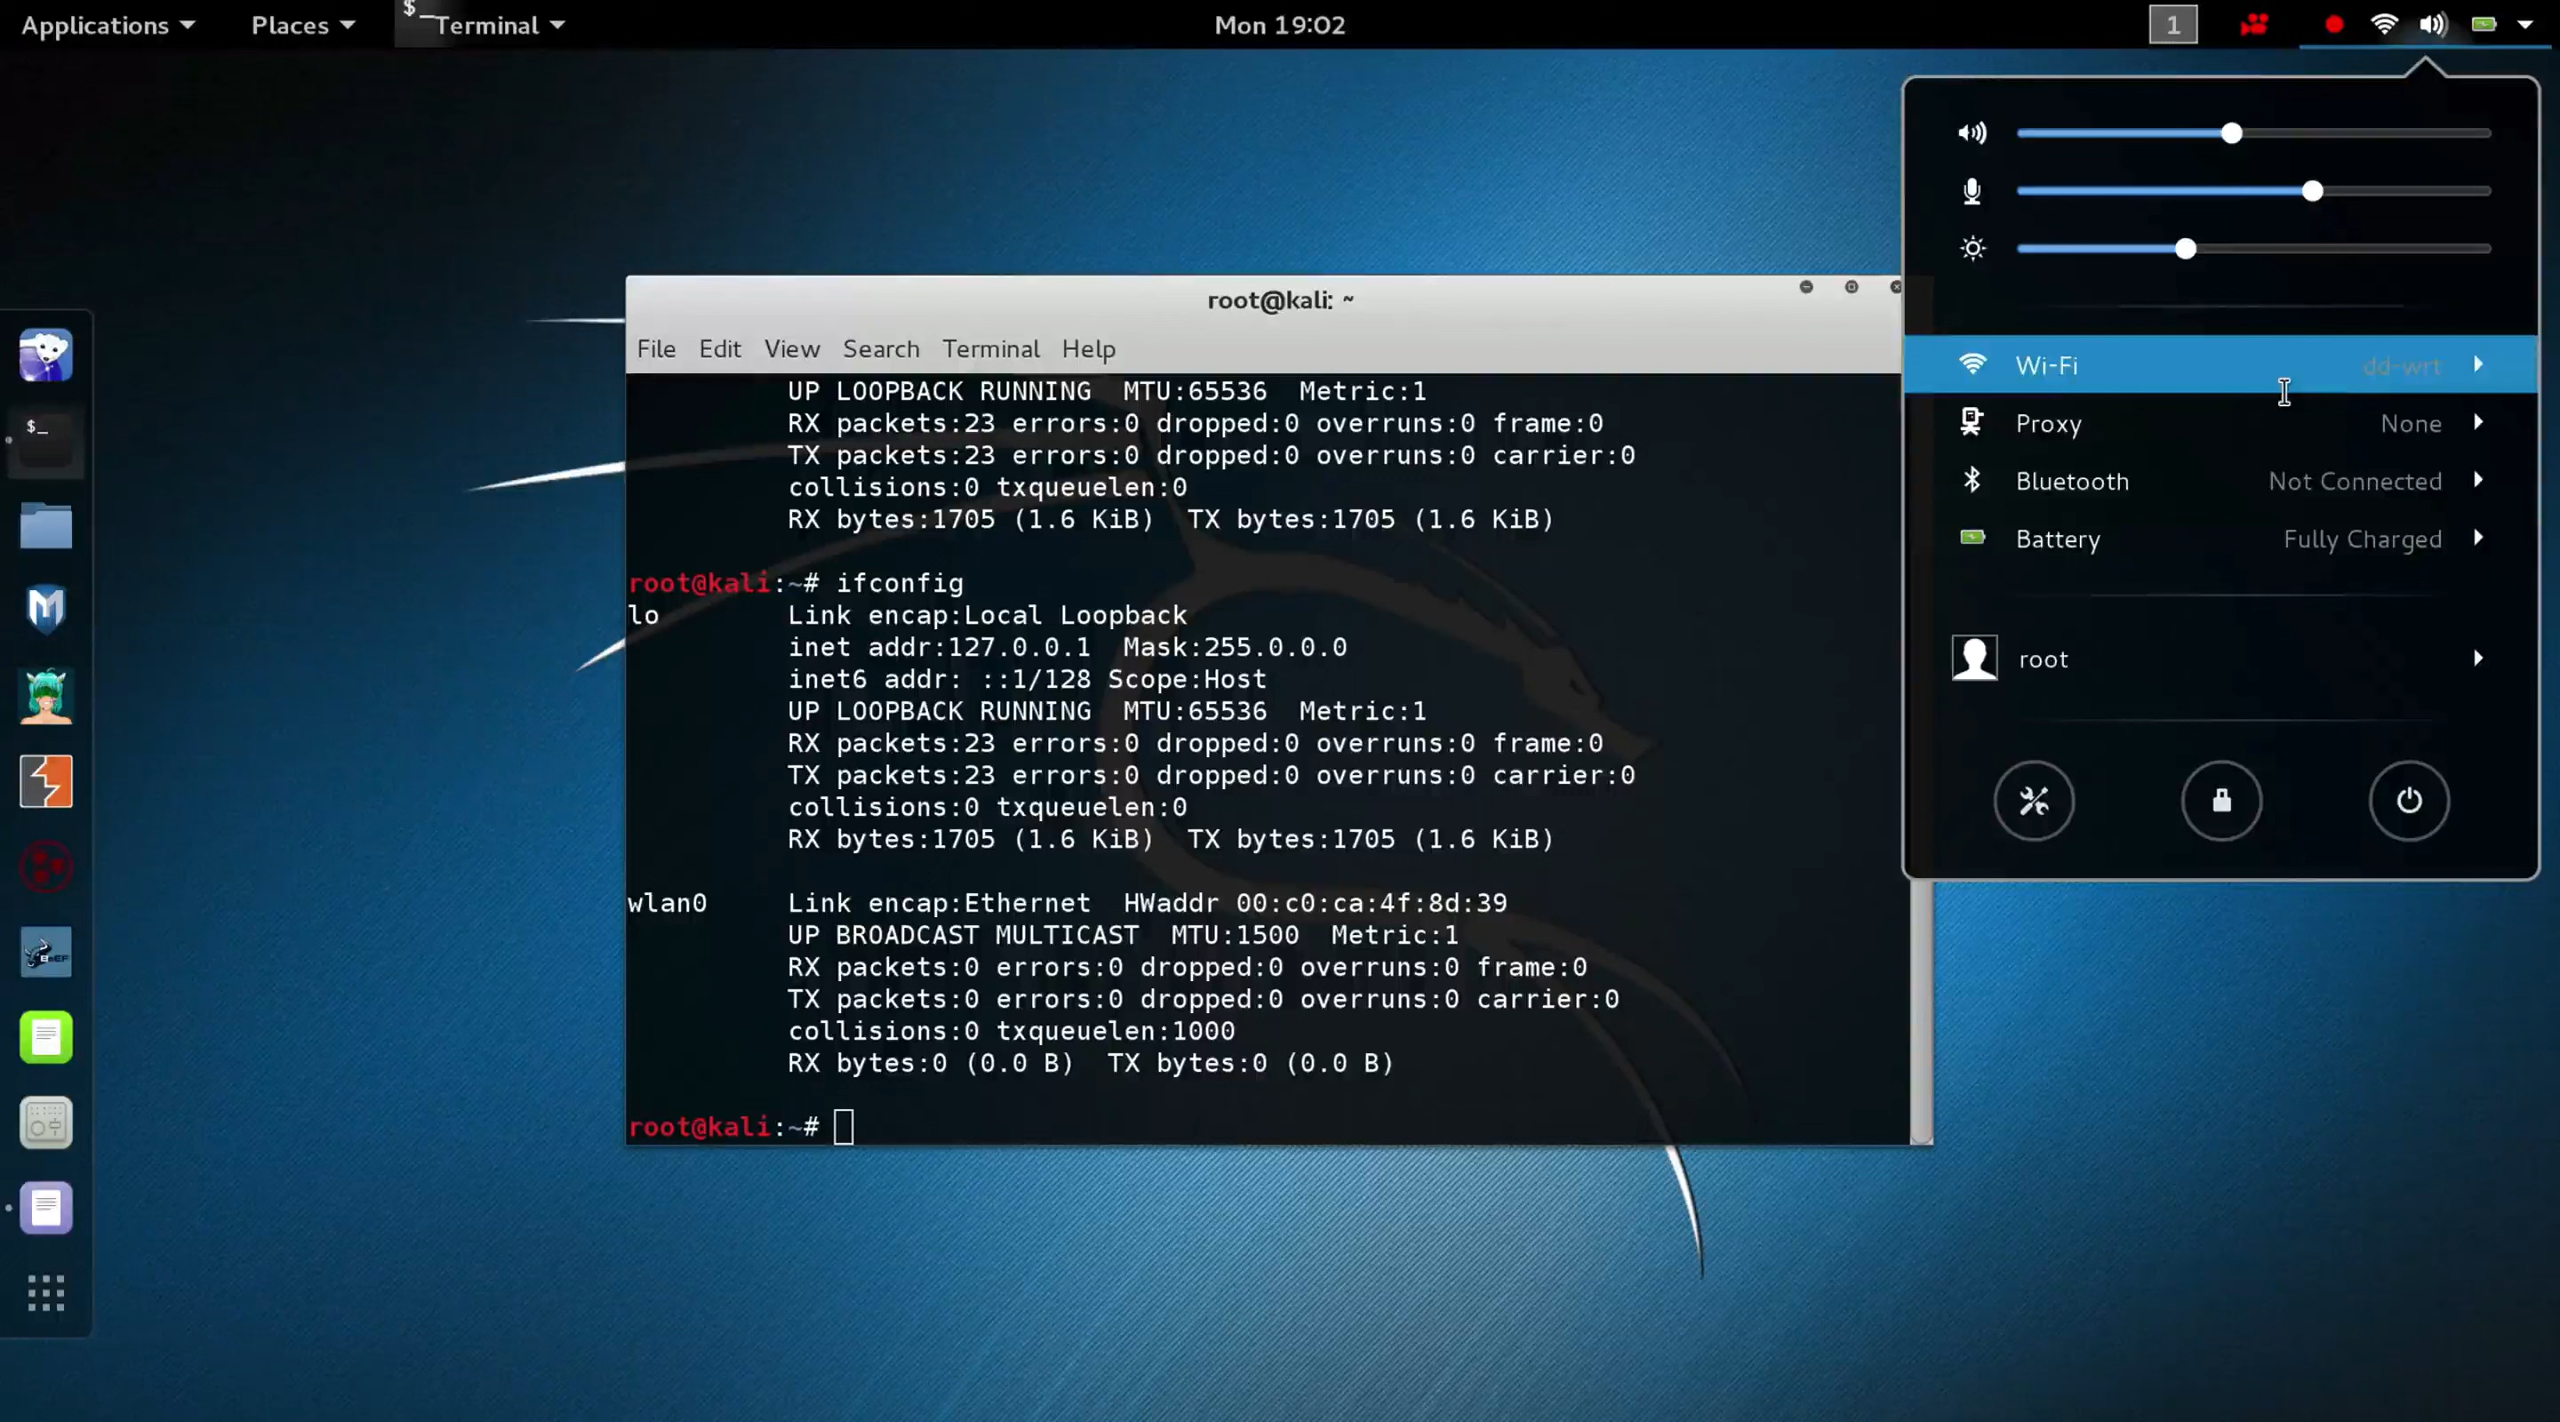 Applications Places $_ Terminal Mon 19:02 1
root@kali: ~
File Edit View Search Terminal Help
UP LOOPBACK RUNNING  MTU:65536  Metric:1
RX packets:23 errors:0 dropped:0 overruns:0 frame:0
TX packets:23 errors:0 dropped:0 overruns:0 carrier:0
collisions:0 txqueuelen:0
RX bytes:1705 (1.6 KiB)  TX bytes:1705 (1.6 KiB)
root@kali:~# ifconfig
lo        Link encap:Local Loopback
inet addr:127.0.0.1  Mask:255.0.0.0
inet6 addr: ::1/128 Scope:Host
UP LOOPBACK RUNNING  MTU:65536  Metric:1
RX packets:23 errors:0 dropped:0 overruns:0 frame:0
TX packets:23 errors:0 dropped:0 overruns:0 carrier:0
collisions:0 txqueuelen:0
RX bytes:1705 (1.6 KiB)  TX bytes:1705 (1.6 KiB)
wlan0     Link encap:Ethernet  HWaddr 00:c0:ca:4f:8d:39
UP BROADCAST MULTICAST  MTU:1500  Metric:1
RX packets:0 errors:0 dropped:0 overruns:0 frame:0
TX packets:0 errors:0 dropped:0 overruns:0 carrier:0
collisions:0 txqueuelen:1000
RX bytes:0 (0.0 B)  TX bytes:0 (0.0 B)
root@kali:~#
Wi-Fi dd-wrt
Proxy None
Bluetooth Not Connected
Battery Fully Charged
root
$_
BeEF